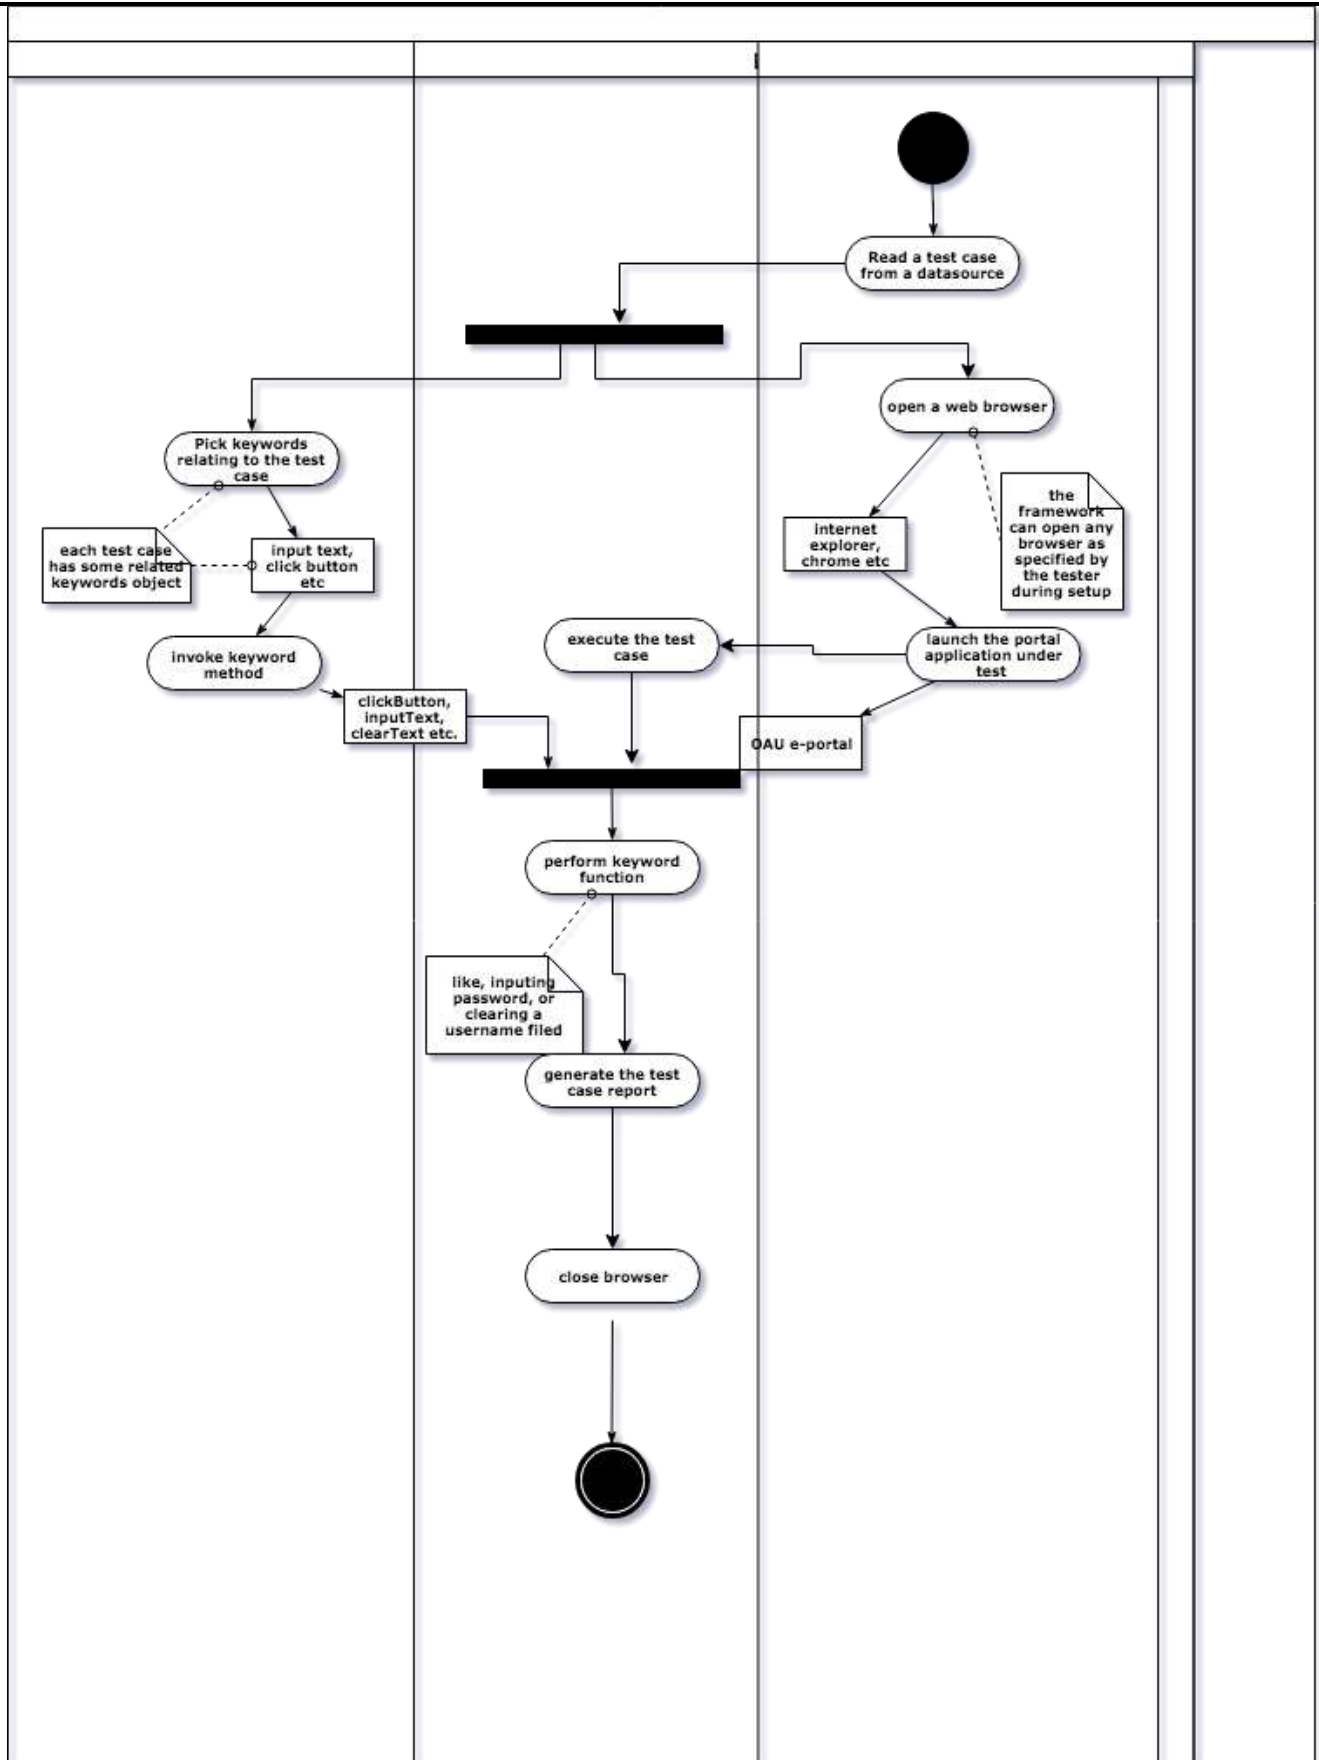 Read a test case
from a datasource
open a web browser
Pick keywords
relating to the test
case
the
framework
can open any
browser as
specified by
the tester
during setup
internet
explorer,
chrome etc
each test case
has some related
keywords object
input text,
click button
etc
execute the test
case
launch the portal
application under
test
invoke keyword
method
clickButton,
inputText,
clearText etc.
OAU e-portal
perform keyword
function
like, inputing
password, or
clearing a
username filed
generate the test
case report
close browser